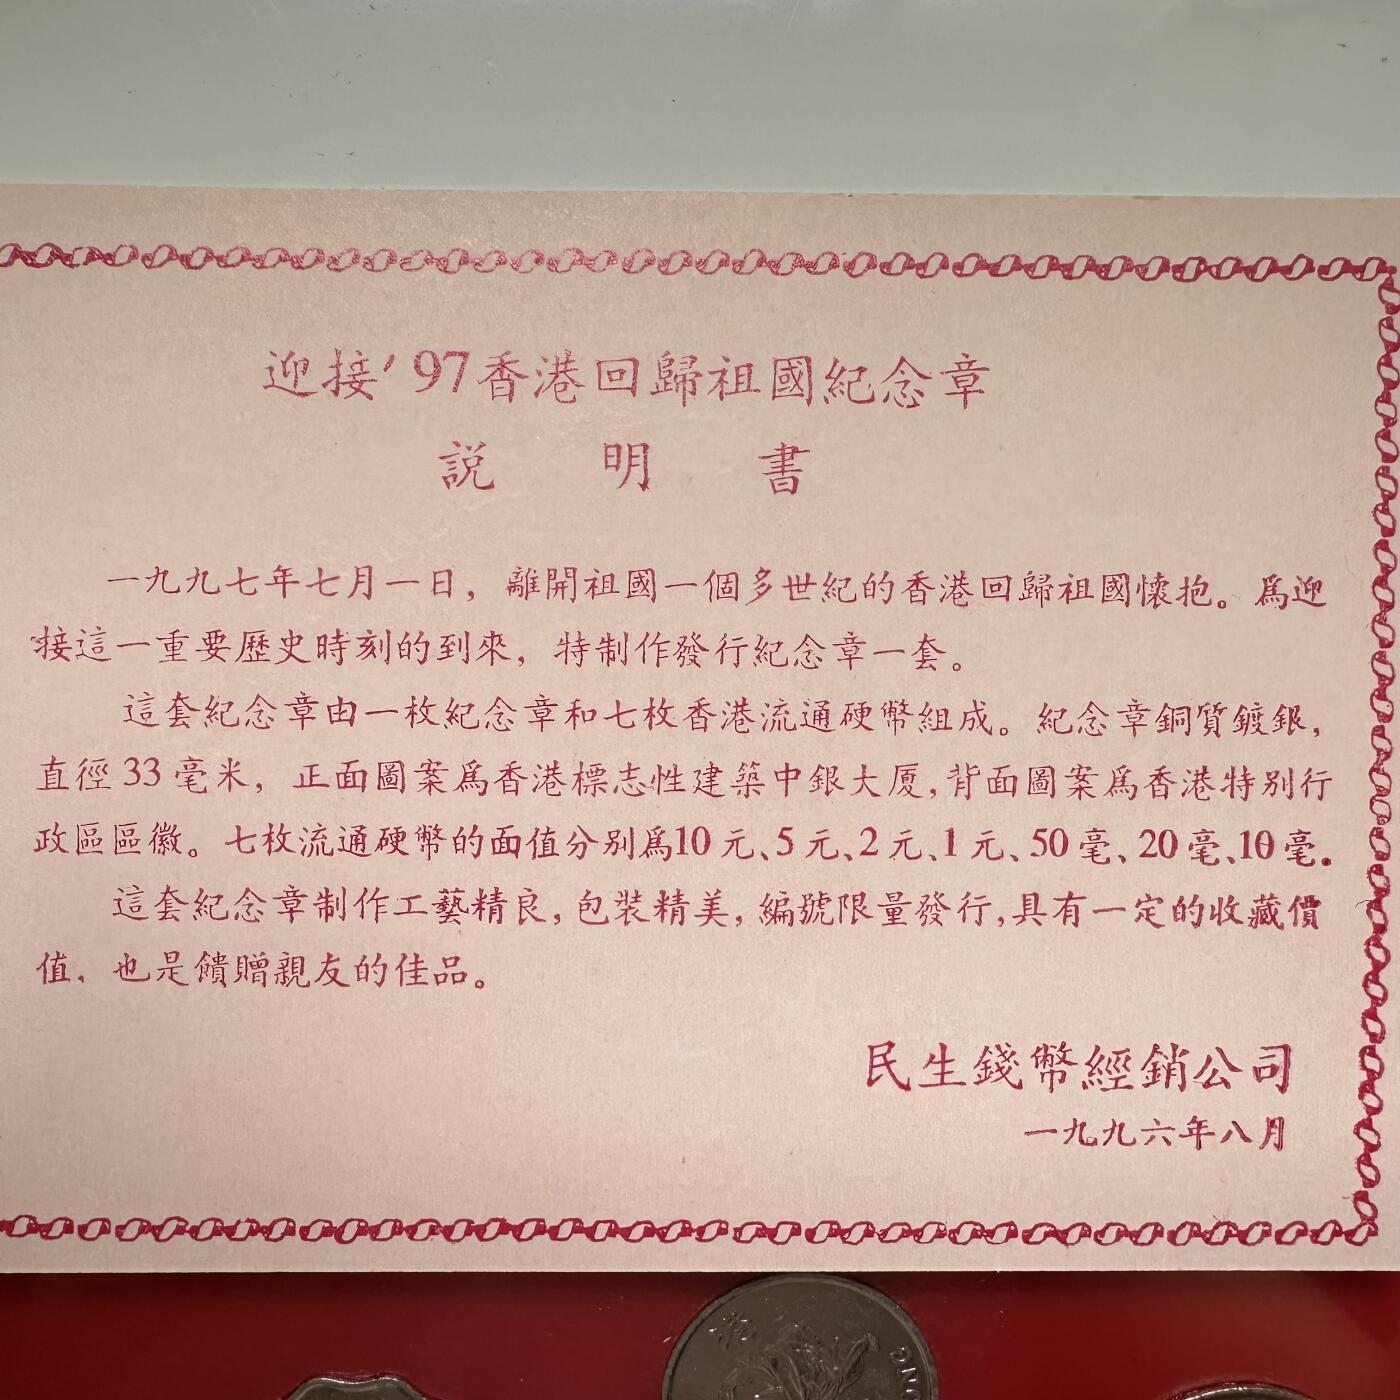 迎接'97香港回歸祖國紀念章
説明書
一九九七年七月一日，離開祖國一個多世紀的香港回歸祖國懷抱。爲迎
接這一重要歷史時刻的到來，特制作發行紀念章一套。
這套紀念章由一枚紀念章和七枚香港流通硬幣組成。紀念章銅質鍍銀，
直徑33毫米，正面圖案爲香港標志性建築中銀大厦，背面圖案爲香港特别行
政區區徽。七枚流通硬幣的面值分别爲10元、5元、2元、1元、50毫、20毫、10毫。
這套紀念章制作工藝精良，包裝精美，編號限量發行，具有一定的收藏價
值，也是饋贈親友的佳品。
民生錢幣經銷公司
一九九六年八月